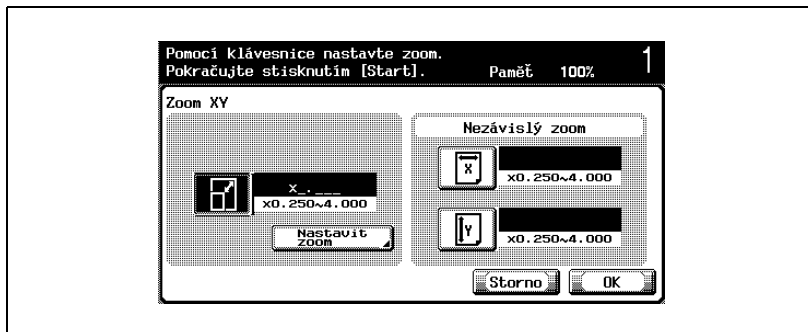 Pomocí klávesnice nastavte zoom.
Pokračujte stisknutím [Start].
Paměť 100%
1
Zoom XY
x_.___
x0.250~4.000
Nastavit
zoom
Nezávislý zoom
X
x0.250~4.000
Y
x0.250~4.000
Storno
OK